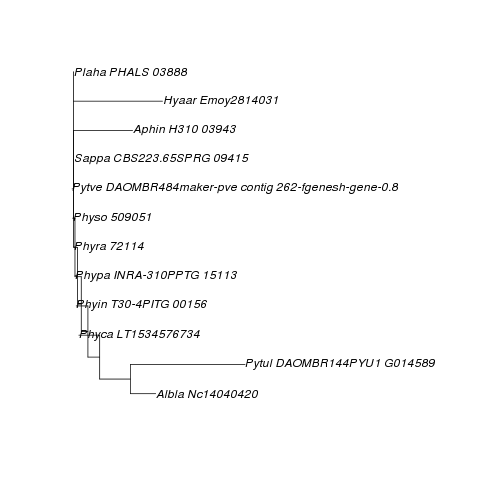 Plaha PHALS 03888
Hyaar Emoy2814031
Aphin H310 03943
Sappa CBS223.65SPRG 09415
Pytve DAOMBR484maker-pve contig 262-fgenesh-gene-0.8
Physo 509051
Phyra 72114
Phypa INRA-310PPTG 15113
Phyin T30-4PITG 00156
Phyca LT1534576734
Pytul DAOMBR144PYU1 G014589
Albla Nc14040420